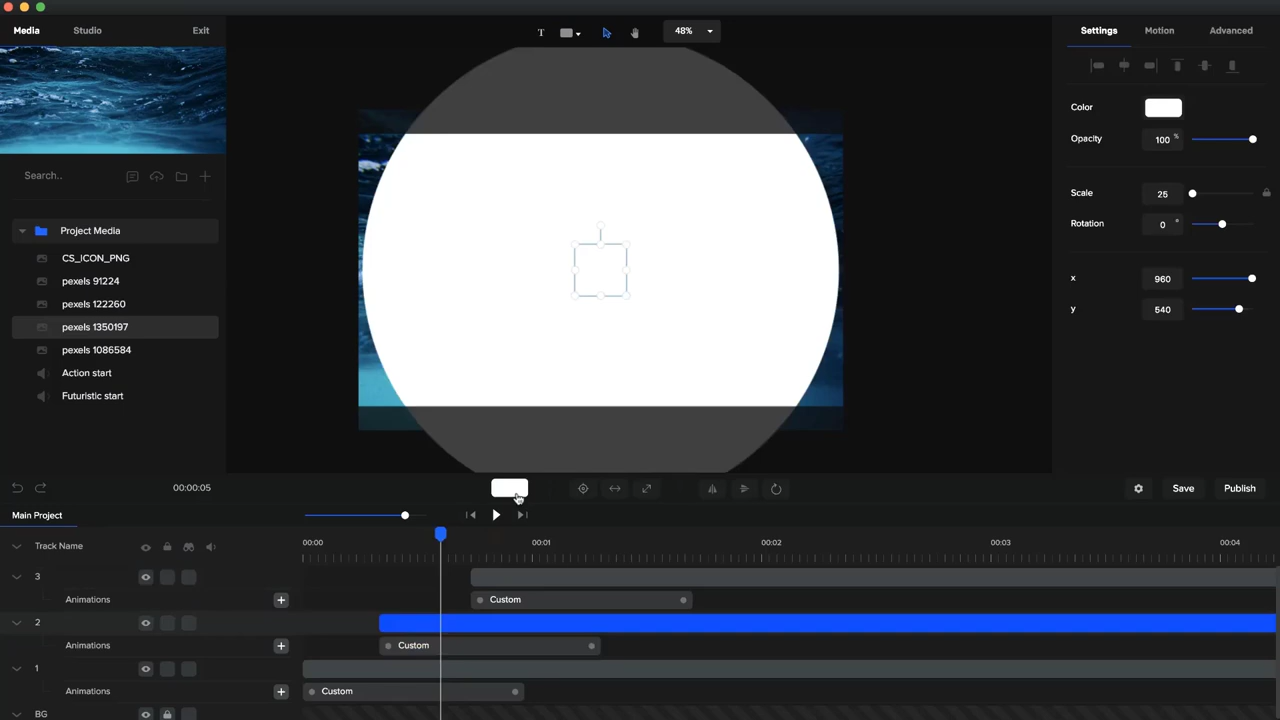 Media Studio Exit
T
48%
Settings Motion Advanced
Color
Opacity 100 %
Search..
Scale 25
Rotation 0 °
Project Media
CS_ICON_PNG
pexels 91224
x 960
pexels 122260
y 540
pexels 1350197
pexels 1086584
Action start
Futuristic start
00:00:05
Save Publish
Main Project
Track Name
00:00 00:01 00:02 00:03 00:04
3
Animations + Custom
2
Animations + Custom
1
Animations + Custom
BG